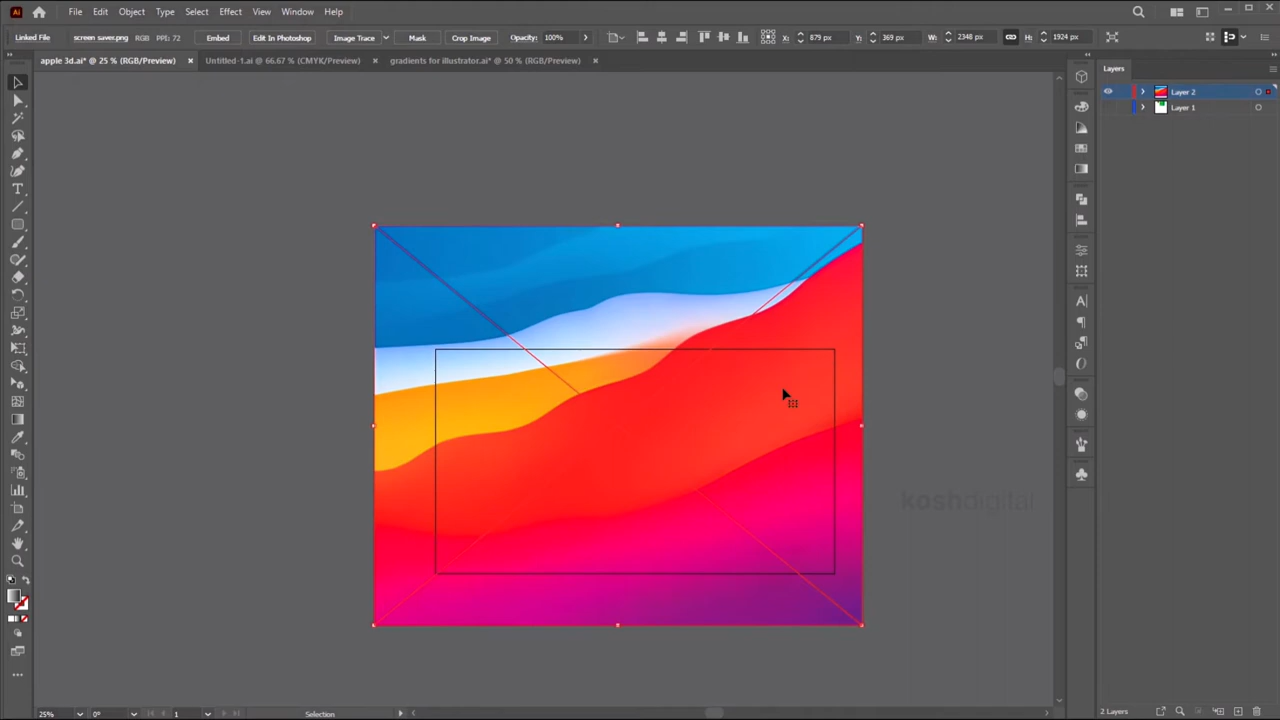 Ai File Edit Object Type Select Effect View Window Help
Linked File screen saver.png RGB PPI: 72 Embed Edit In Photoshop Image Trace Mask Crop Image Opacity: 100% X: 879 px Y: 369 px W: 2348 px H: 1924 px
apple 3d.ai* @ 25 % (RGB/Preview) × Untitled-1.ai @ 66.67 % (CMYK/Preview) × gradients for illustrator.ai* @ 50 % (RGB/Preview) ×
Layers
Layer 2
Layer 1
koshdigital
25% 0° 1 Selection 2 Layers